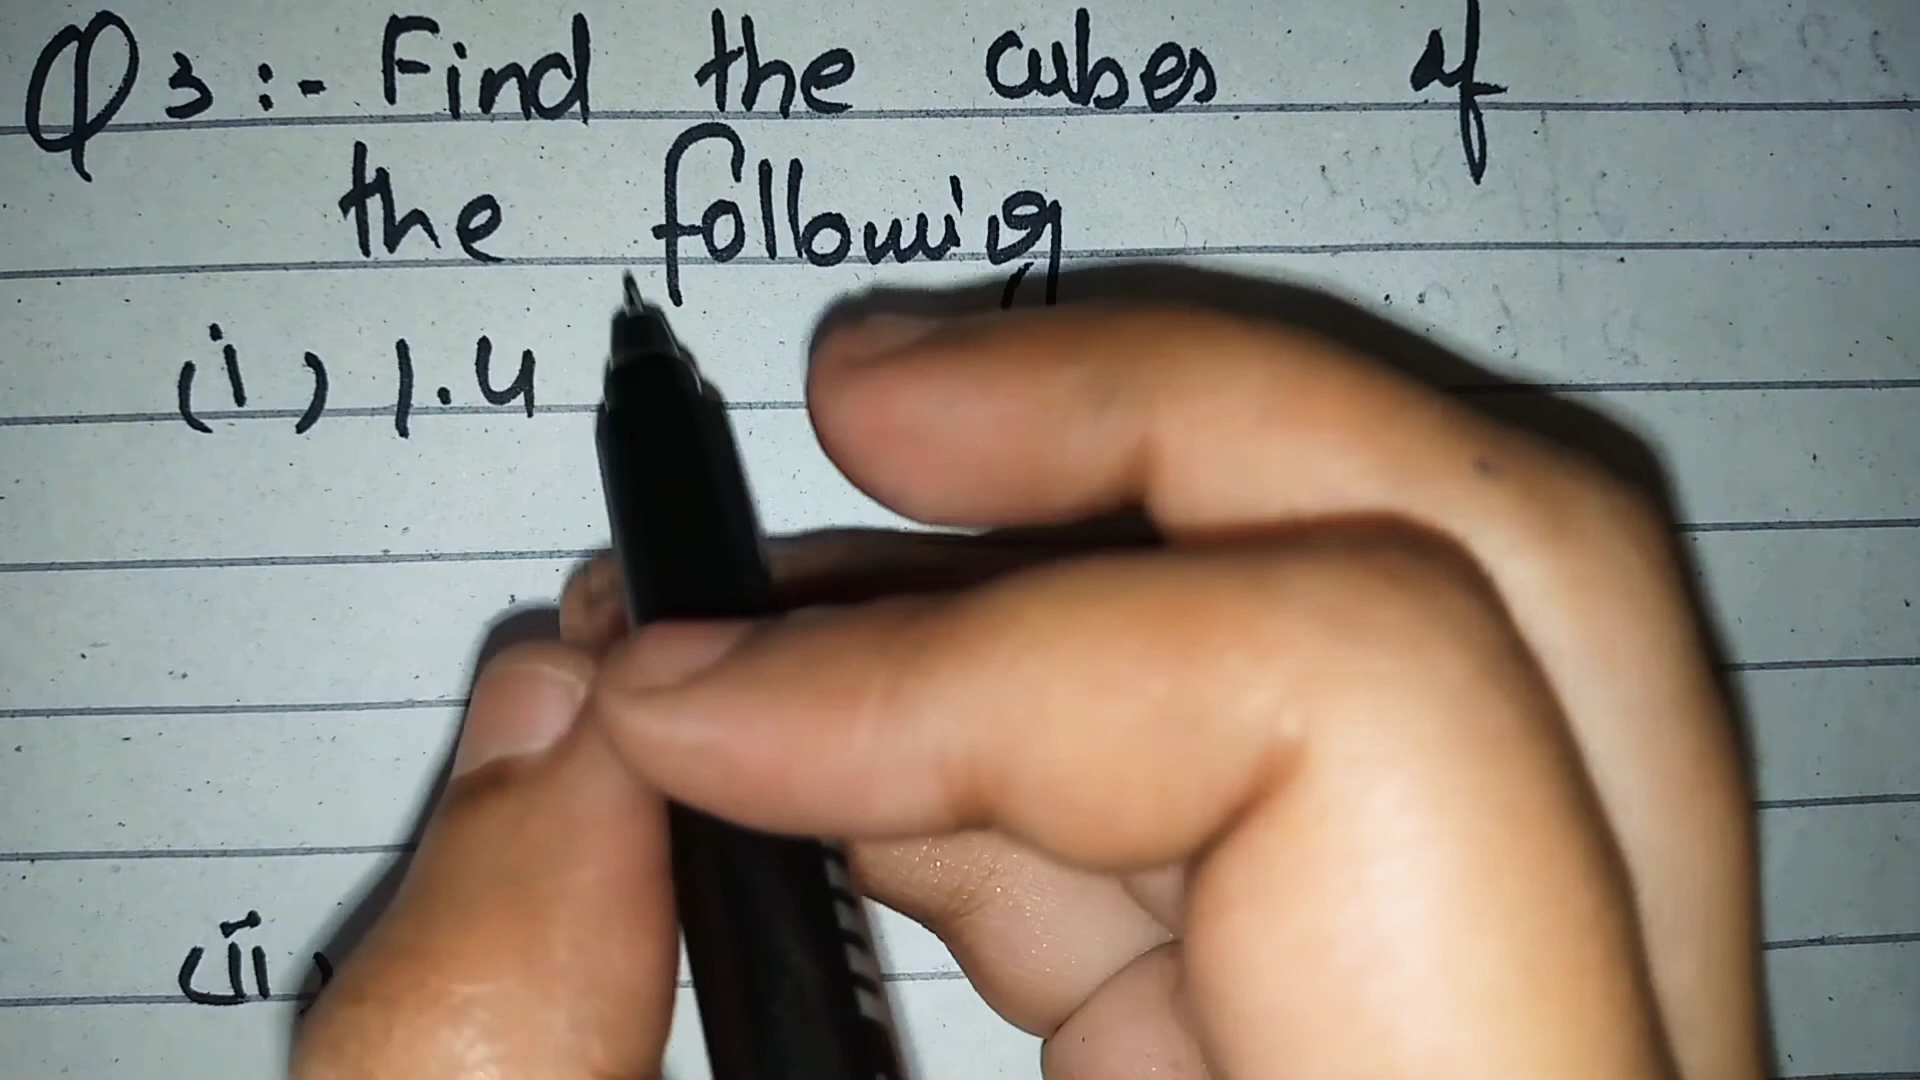 Q3:- Find the cubes of
the following
(i) 1.4
(ii)